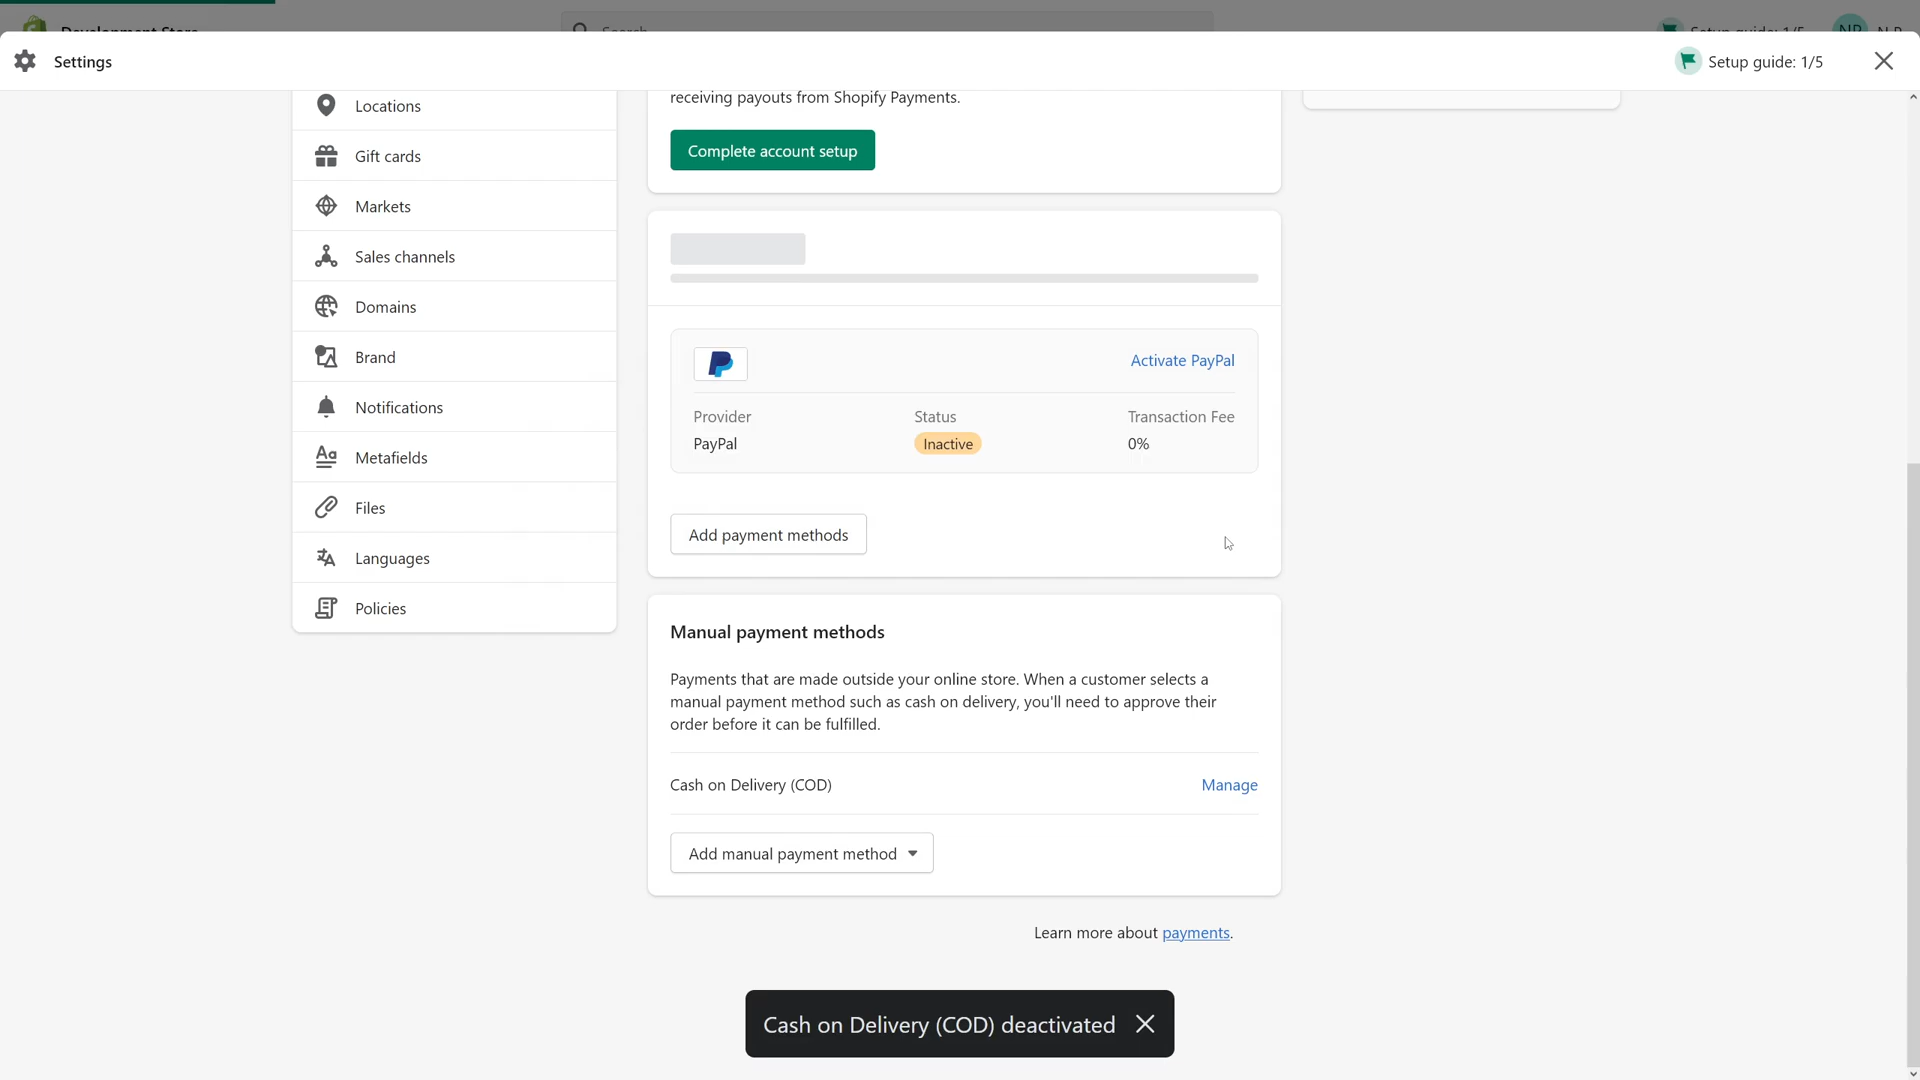 Settings
Setup guide: 1/5
Locations
Gift cards
Markets
Sales channels
Domains
Brand
Notifications
Metafields
Files
Languages
Policies
receiving payouts from Shopify Payments.
Complete account setup
Activate PayPal
Provider
Status
Transaction Fee
PayPal
Inactive
0%
Add payment methods
Manual payment methods
Payments that are made outside your online store. When a customer selects a
manual payment method such as cash on delivery, you'll need to approve their
order before it can be fulfilled.
Cash on Delivery (COD)
Manage
Add manual payment method
Learn more about payments.
Cash on Delivery (COD) deactivated